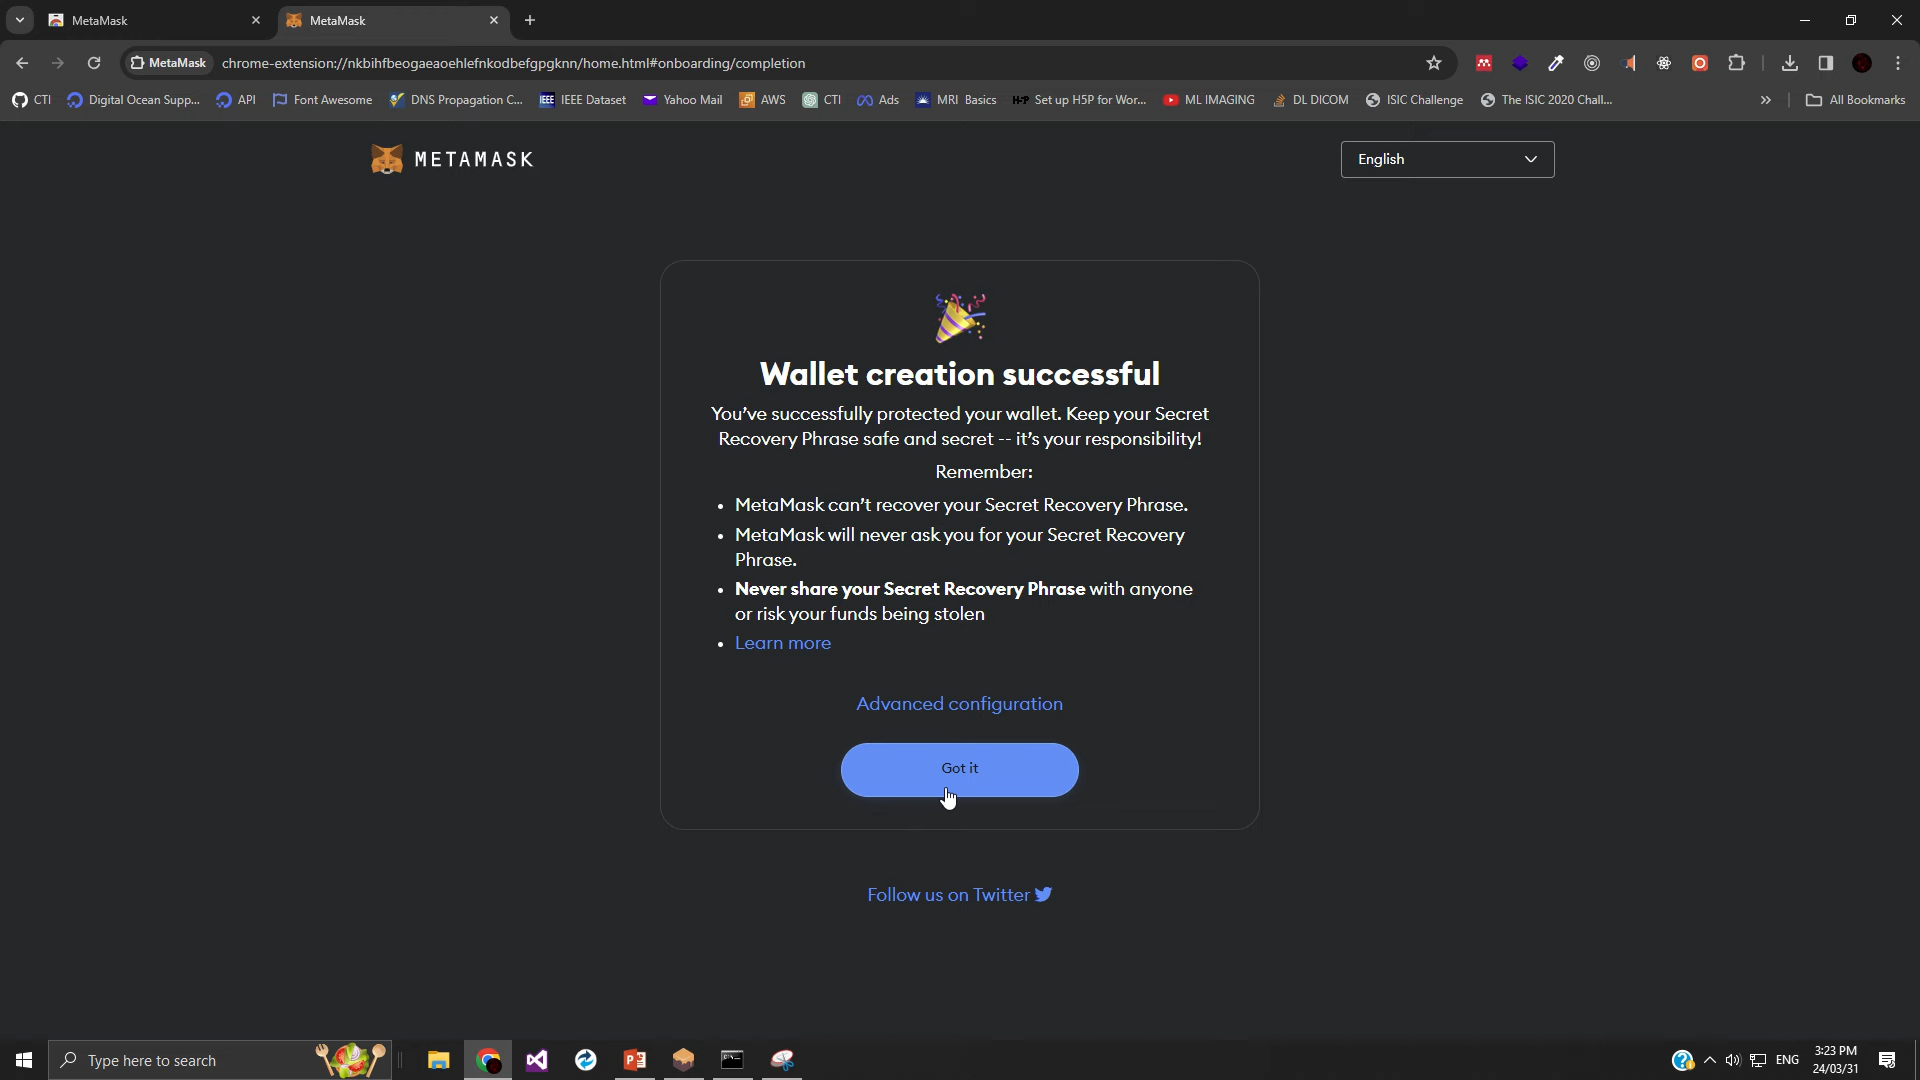 MetaMask
MetaMask
MetaMask
chrome-extension://nkbihfbeogaeaoehlefnkodbefgpgknn/home.html#onboarding/completion
CTI
Digital Ocean Supp...
API
Font Awesome
DNS Propagation C...
IEEE Dataset
Yahoo Mail
AWS
CTI
Ads
MRI Basics
H-P Set up H5P for Wor...
ML IMAGING
DL DICOM
ISIC Challenge
The ISIC 2020 Chall...
»
All Bookmarks
METAMASK
English
Wallet creation successful
You've successfully protected your wallet. Keep your Secret
Recovery Phrase safe and secret -- it's your responsibility!
Remember:
• MetaMask can't recover your Secret Recovery Phrase.
• MetaMask will never ask you for your Secret Recovery
Phrase.
• Never share your Secret Recovery Phrase with anyone
or risk your funds being stolen
• Learn more
Advanced configuration
Got it
Follow us on Twitter
Type here to search
ENG
3:23 PM
24/03/31